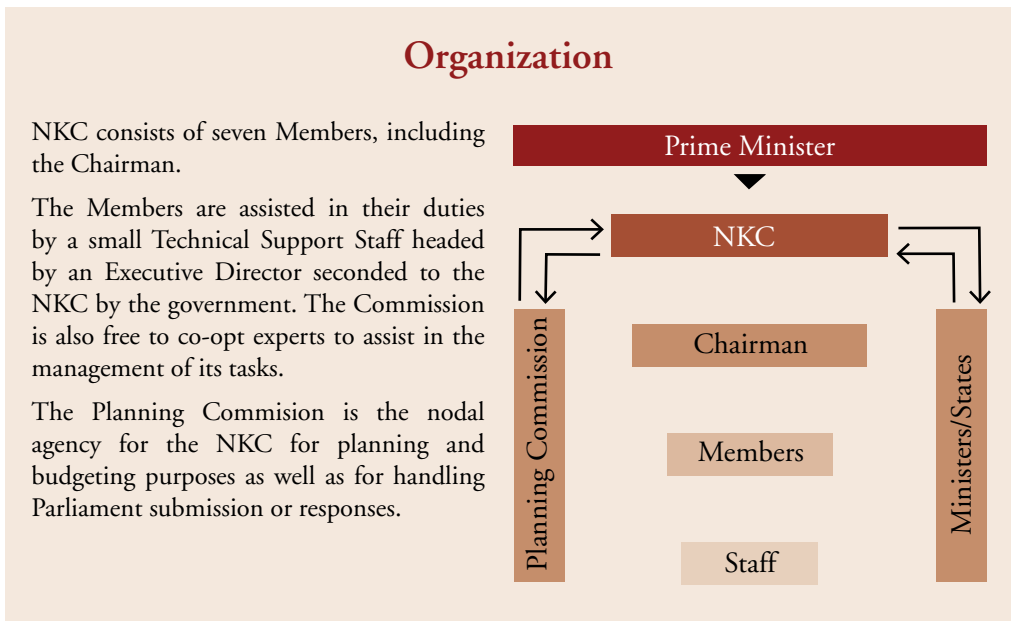 Organization
NKC consists of seven Members, including
the Chairman.
The Members are assisted in their duties
by a small Technical Support Staff headed
by an Executive Director seconded to the
NKC by the government. The Commission
is also free to co-opt experts to assist in the
management of its tasks.
The Planning Commision is the nodal
agency for the NKC for planning and
budgeting purposes as well as for handling
Parliament submission or responses.
Prime Minister
NKC
Chairman
Members
Staff
Planning Commission
Ministers/States